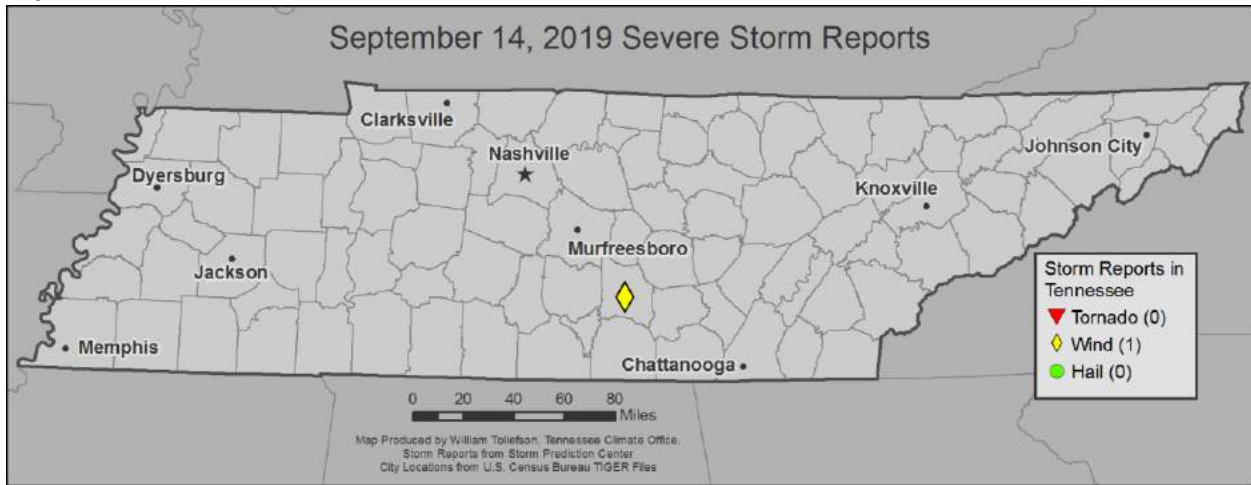 September 14, 2019 Severe Storm Reports
Clarksville
Nashville
Johnson City
Dyersburg
Knoxville
Murfreesboro
Jackson
Storm Reports in
Tennessee
Tornado (0)
Wind (1)
Hail (0)
Memphis
Chattanooga
0 20 40 60 80
Miles
Map Produced by William Tollefson, Tennessee Climate Office.
Storm Reports from Storm Prediction Center
City Locations from U.S. Census Bureau TIGER Files